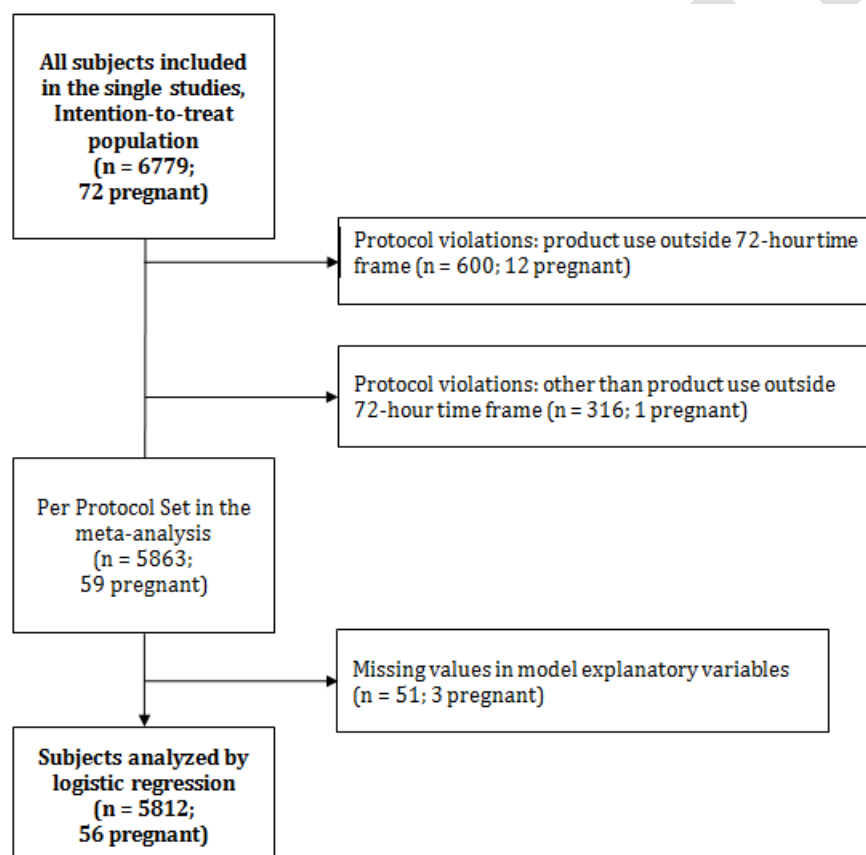 All subjects included
in the single studies,
Intention-to-treat
population
(n = 6779;
72 pregnant)
Protocol violations: product use outside 72-hour time
frame (n = 600; 12 pregnant)
Protocol violations: other than product use outside
72-hour time frame (n = 316; 1 pregnant)
Per Protocol Set in the
meta-analysis
(n = 5863;
59 pregnant)
Missing values in model explanatory variables
(n = 51; 3 pregnant)
Subjects analyzed by
logistic regression
(n = 5812;
56 pregnant)